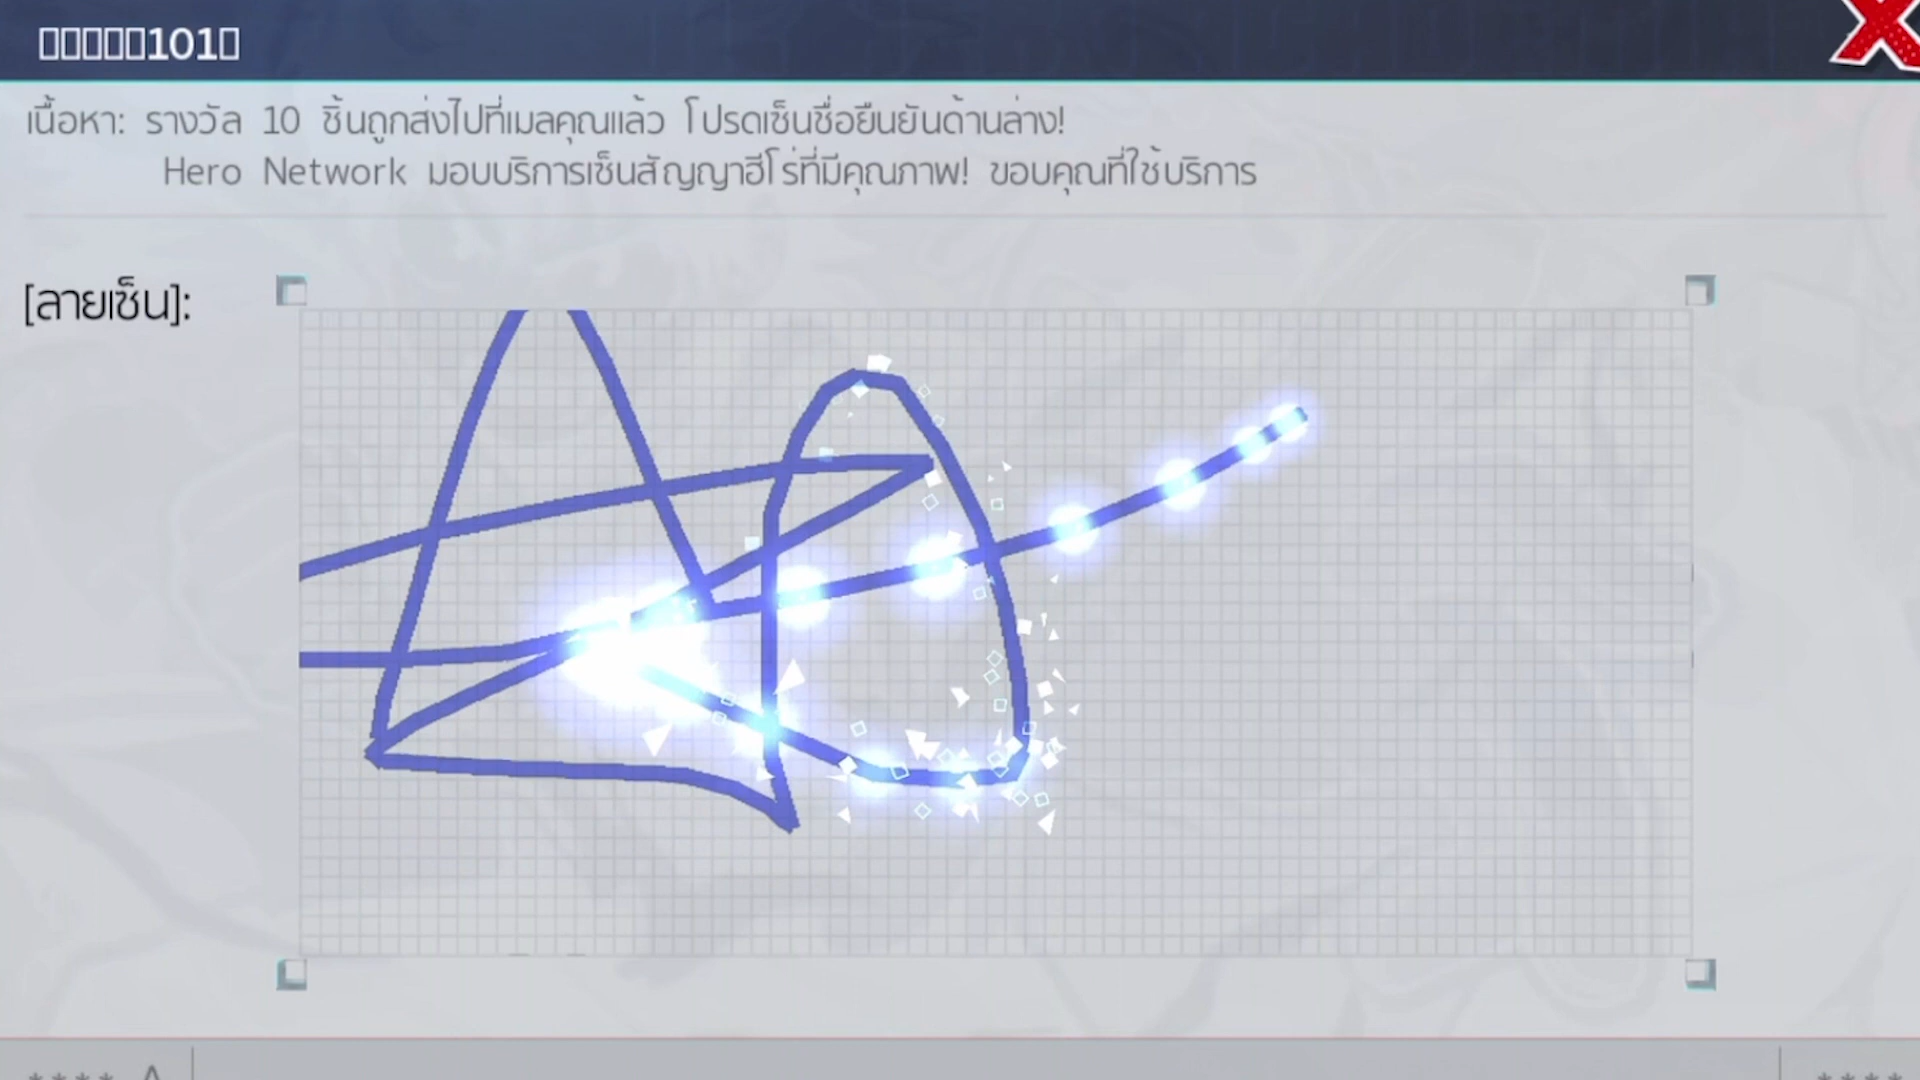 ▯▯▯▯▯101▯
เนื้อหา: รางวัล 10 ชิ้นถูกส่งไปที่เมลคุณแล้ว โปรดเซ็นชื่อยืนยันด้านล่าง!
Hero Network มอบบริการเซ็นสัญญาฮีโร่ที่มีคุณภาพ! ขอบคุณที่ใช้บริการ
[ลายเซ็น]: